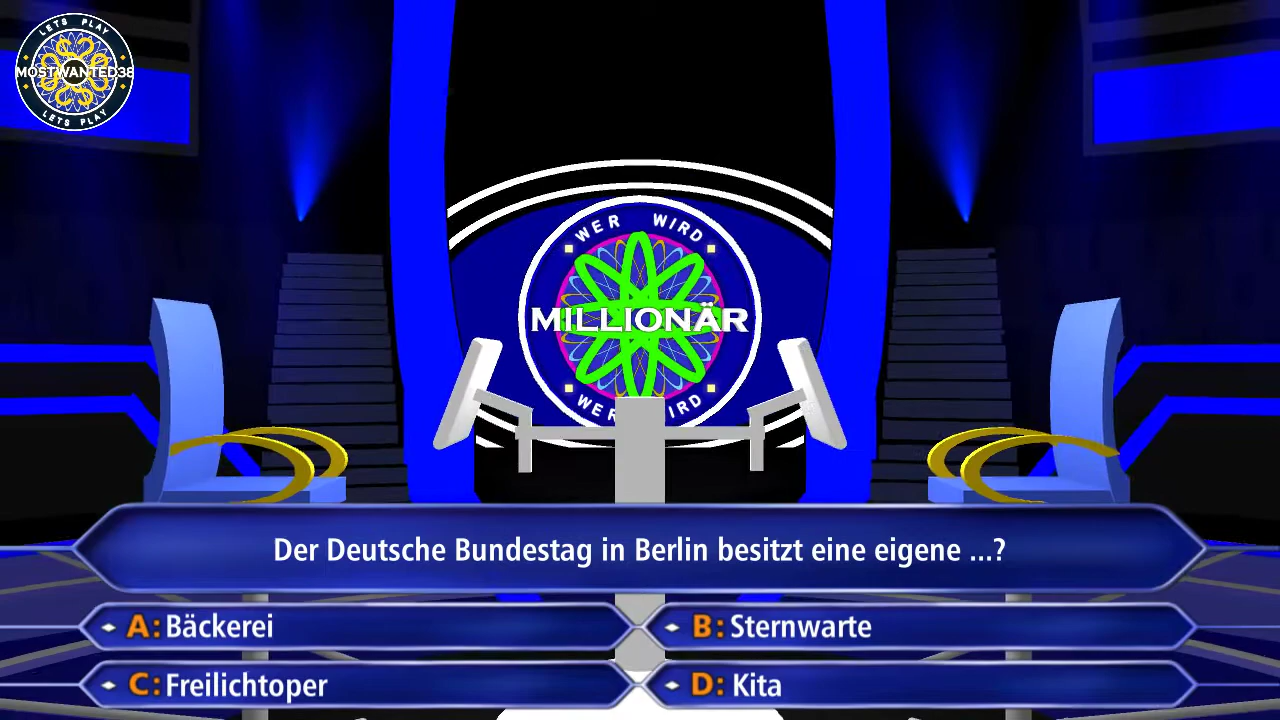 LETS PLAY
MOSTWANTED38
LETS PLAY
WER WIRD
MILLIONÄR
WER WIRD
Der Deutsche Bundestag in Berlin besitzt eine eigene ...?
A: Bäckerei
B: Sternwarte
C: Freilichtoper
D: Kita